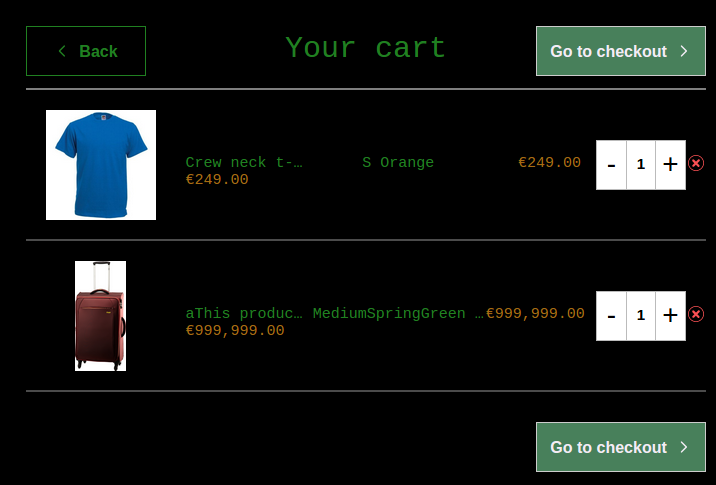 Back
Your cart
Go to checkout
Crew neck t-… S Orange €249.00 - 1 +
€249.00
aThis produc… MediumSpringGreen … €999,999.00 - 1 +
€999,999.00
Go to checkout